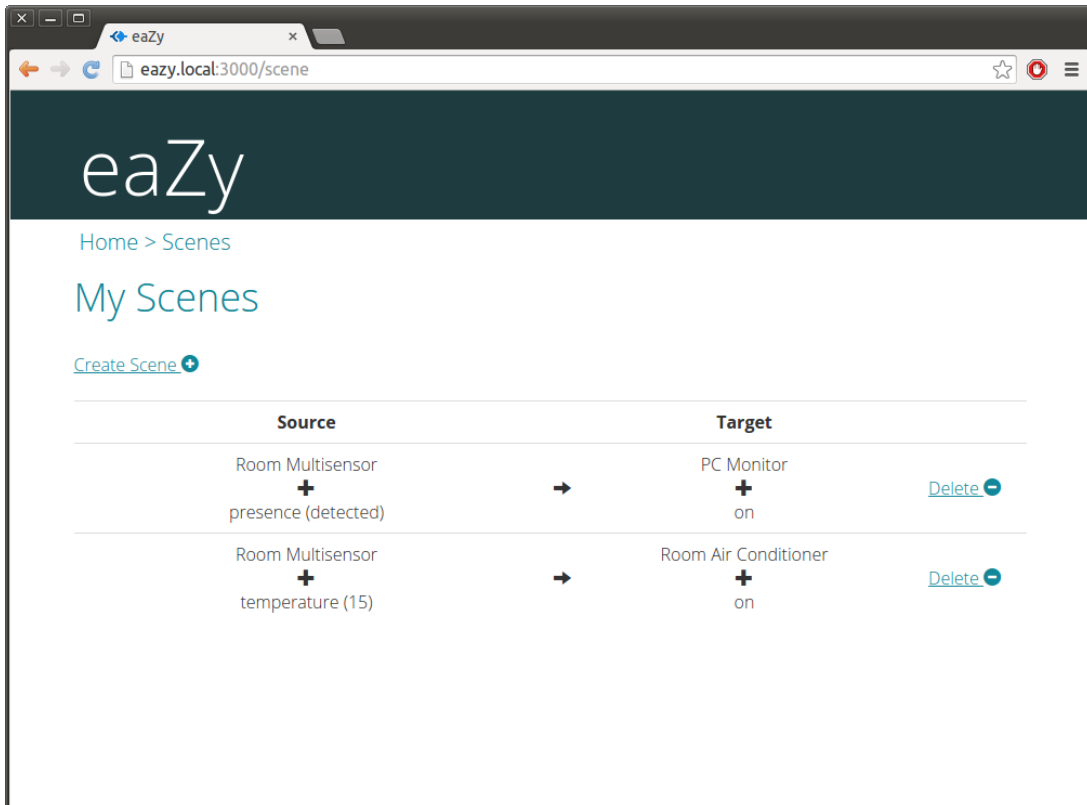 eaZy
eazy.local:3000/scene
eaZy
Home > Scenes
My Scenes
Create Scene
Source Target
Room Multisensor PC Monitor
Delete
presence (detected) on
Room Multisensor Room Air Conditioner
Delete
temperature (15) on